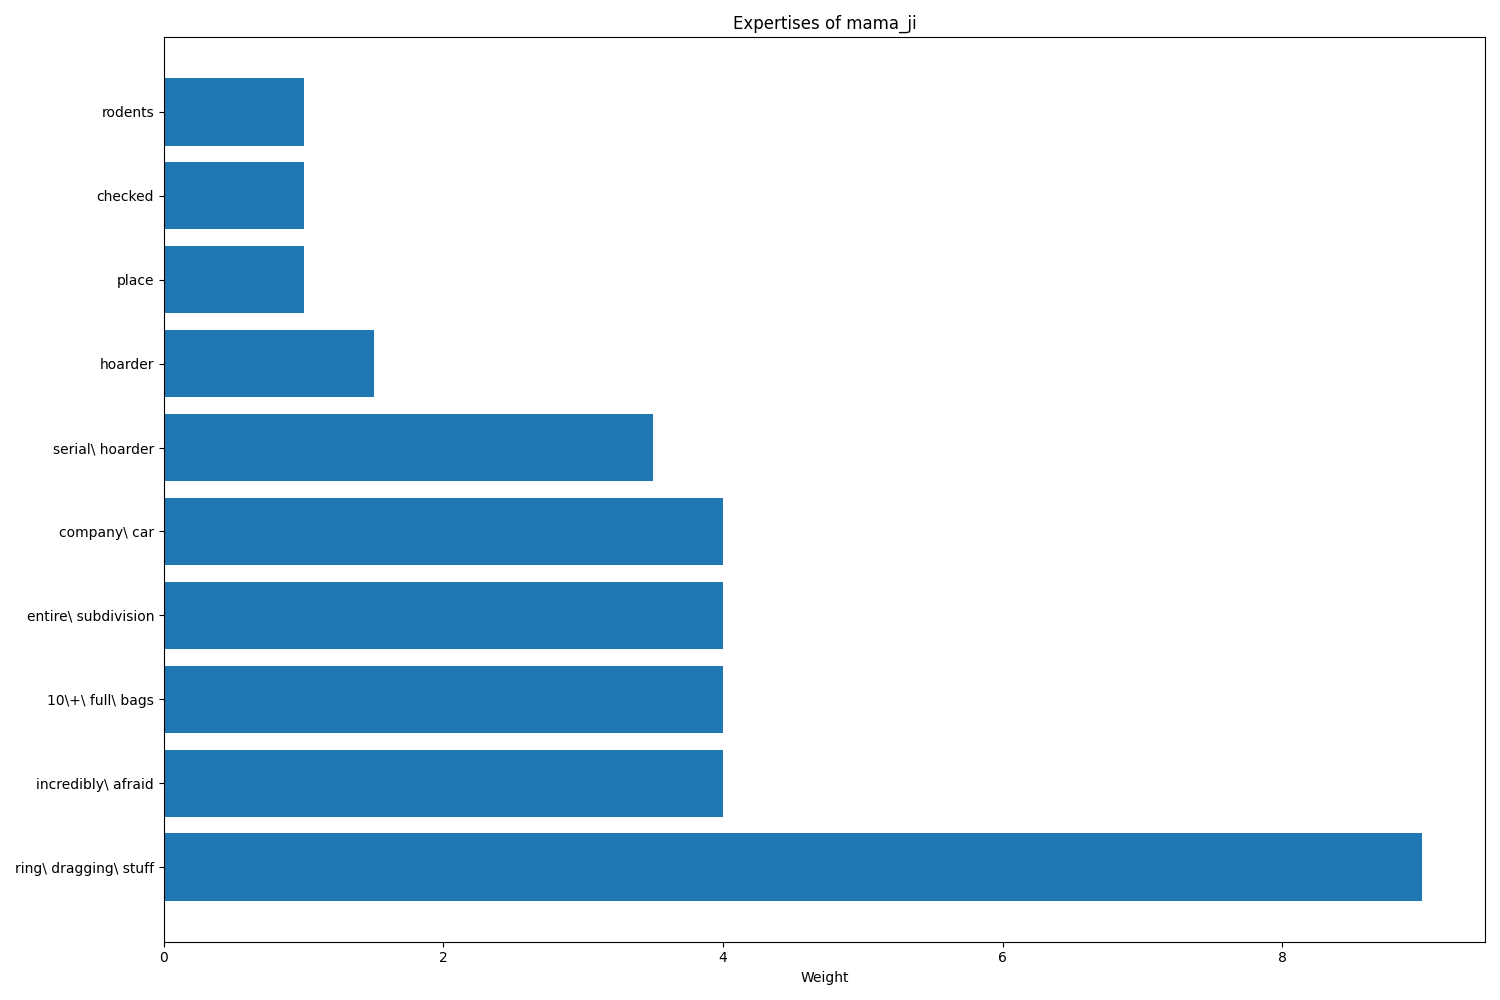 Expertises of mama_ji
rodents
checked
place
hoarder
serial\ hoarder
company\ car
entire\ subdivision
10\+\ full\ bags
incredibly\ afraid
ring\ dragging\ stuff
0 2 4 6 8
Weight